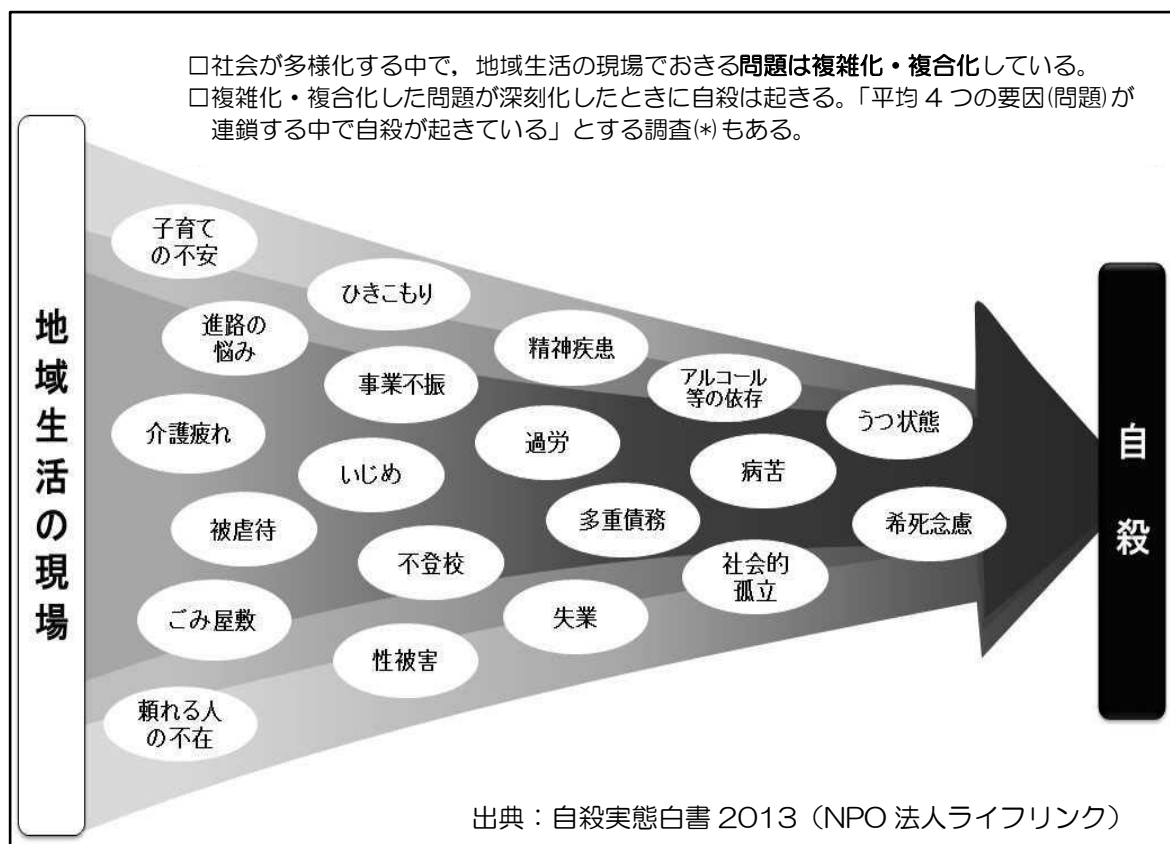 □社会が多様化する中で，地域生活の現場でおきる問題は複雑化・複合化している。
□複雑化・複合化した問題が深刻化したときに自殺は起きる。「平均 4 つの要因(問題)が
連鎖する中で自殺が起きている」とする調査(*)もある。
地域生活の現場
子育て
の不安
進路の
悩み
介護疲れ
被虐待
ごみ屋敷
頼れる人
の不在
ひきこもり
事業不振
いじめ
不登校
性被害
精神疾患
過労
多重債務
失業
アルコール
等の依存
病苦
社会的
孤立
うつ状態
希死念慮
自殺
出典：自殺実態白書 2013（NPO 法人ライフリンク）